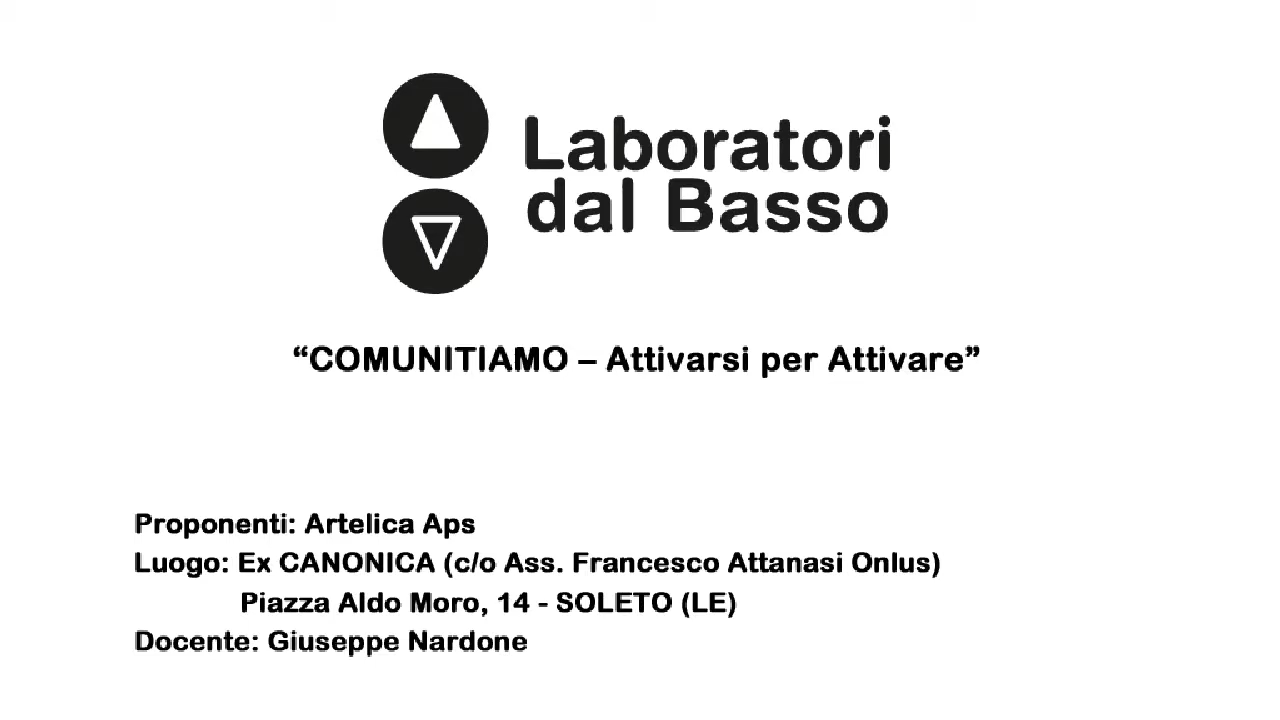 Laboratori
dal Basso
“COMUNITIAMO – Attivarsi per Attivare”
Proponenti: Artelica Aps
Luogo: Ex CANONICA (c/o Ass. Francesco Attanasi Onlus)
Piazza Aldo Moro, 14 - SOLETO (LE)
Docente: Giuseppe Nardone